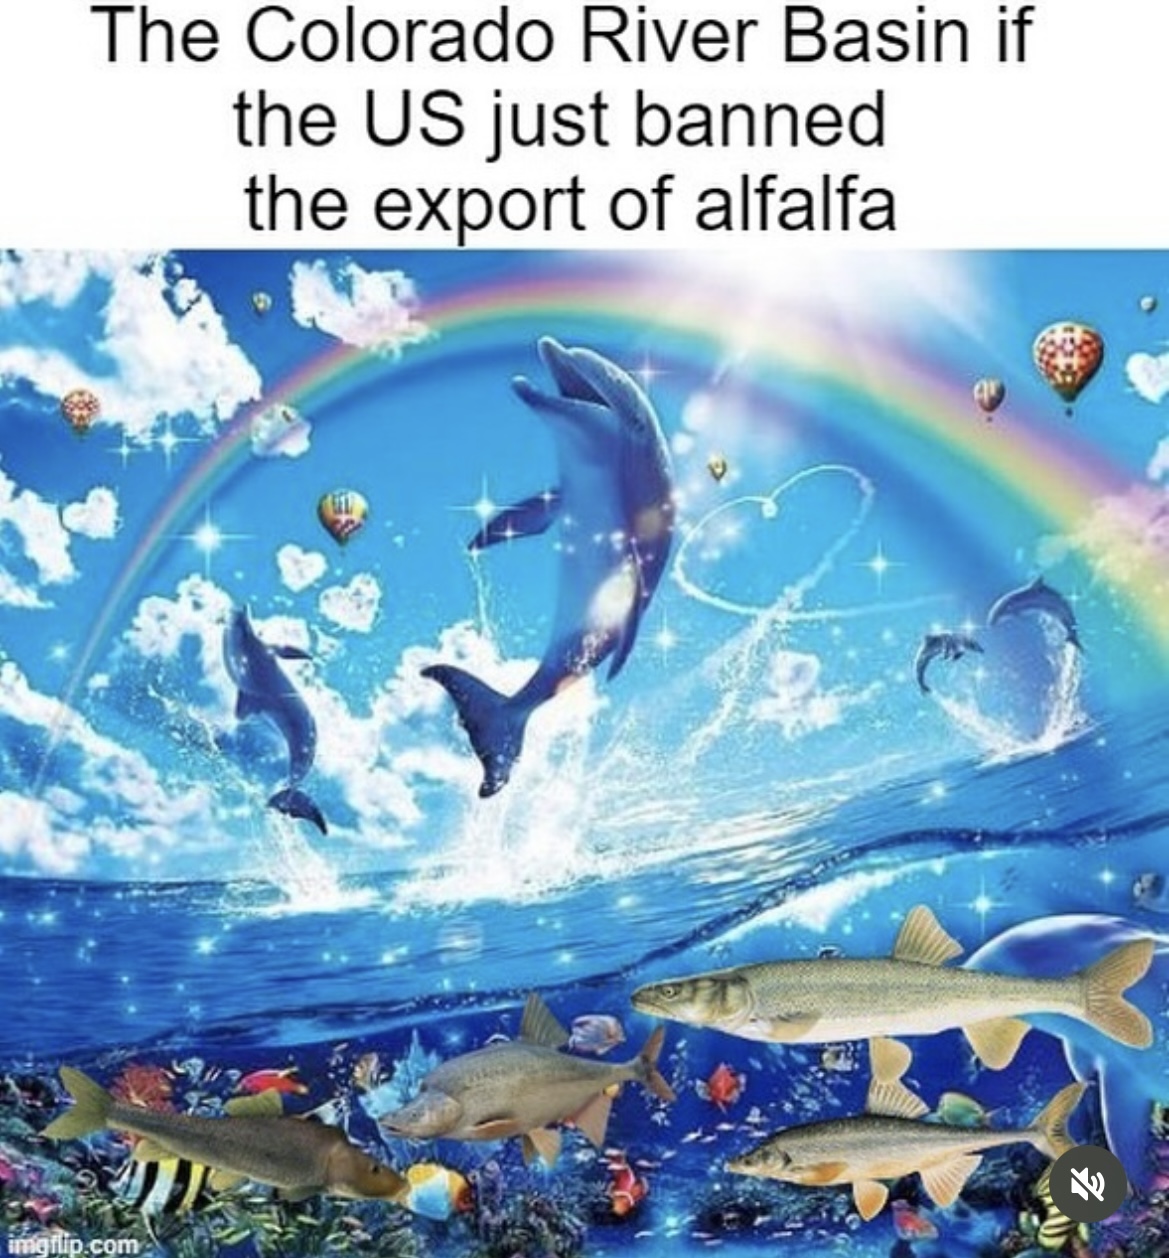 The Colorado River Basin if
the US just banned
the export of alfalfa
imgflip.com